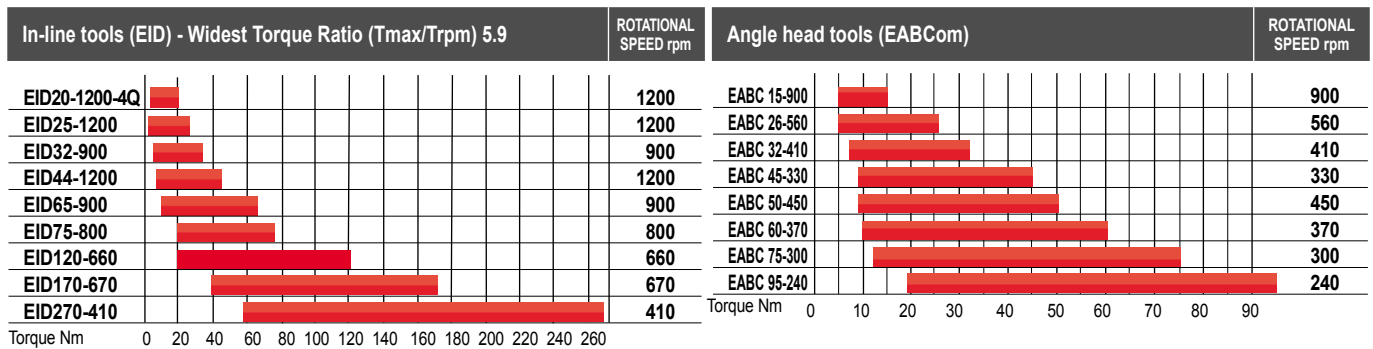 In-line tools (EID) - Widest Torque Ratio (Tmax/Trpm) 5.9
ROTATIONAL
SPEED rpm
EID20-1200-4Q 1200
EID25-1200 1200
EID32-900 900
EID44-1200 1200
EID65-900 900
EID75-800 800
EID120-660 660
EID170-670 670
EID270-410 410
Torque Nm 0 20 40 60 80 100 120 140 160 180 200 220 240 260
Angle head tools (EABCom)
ROTATIONAL
SPEED rpm
EABC 15-900 900
EABC 26-560 560
EABC 32-410 410
EABC 45-330 330
EABC 50-450 450
EABC 60-370 370
EABC 75-300 300
EABC 95-240 240
Torque Nm 0 10 20 30 40 50 60 70 80 90